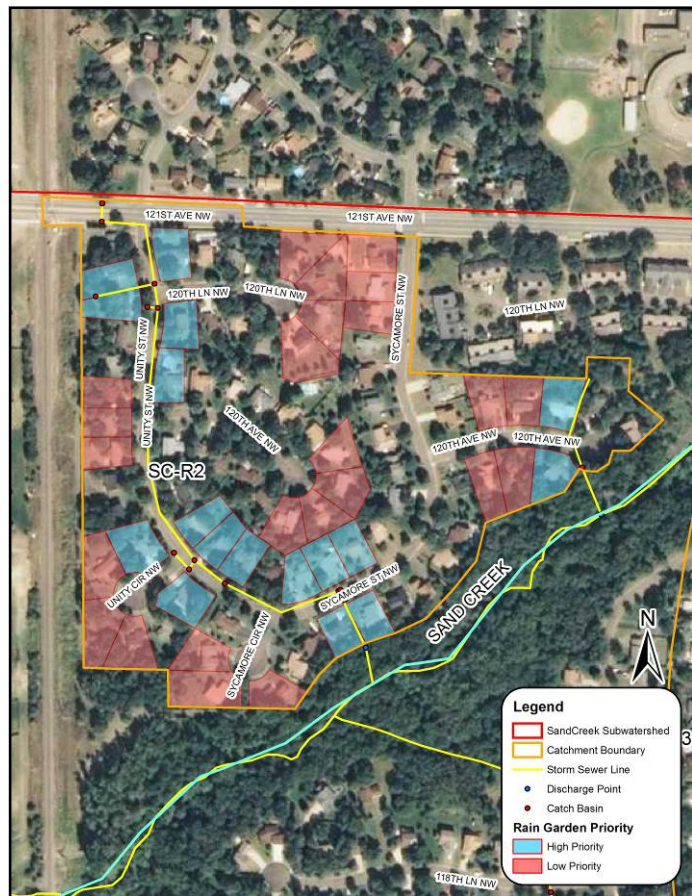 121ST AVE NW
121ST AVE NW
120TH LN NW
120TH LN NW
120TH LN NW
SYCAMORE ST NW
UNITY ST NW
UNITY ST NW
120TH AVE NW
120TH AVE NW
120TH AVE NW
SC-R2
UNITY CIR NW
SYCAMORE ST NW
SYCAMORE CIR NW
SAND CREEK
N
3
118TH LN NW
Legend
SandCreek Subwatershed
Catchment Boundary
Storm Sewer Line
Discharge Point
Catch Basin
Rain Garden Priority
High Priority
Low Priority